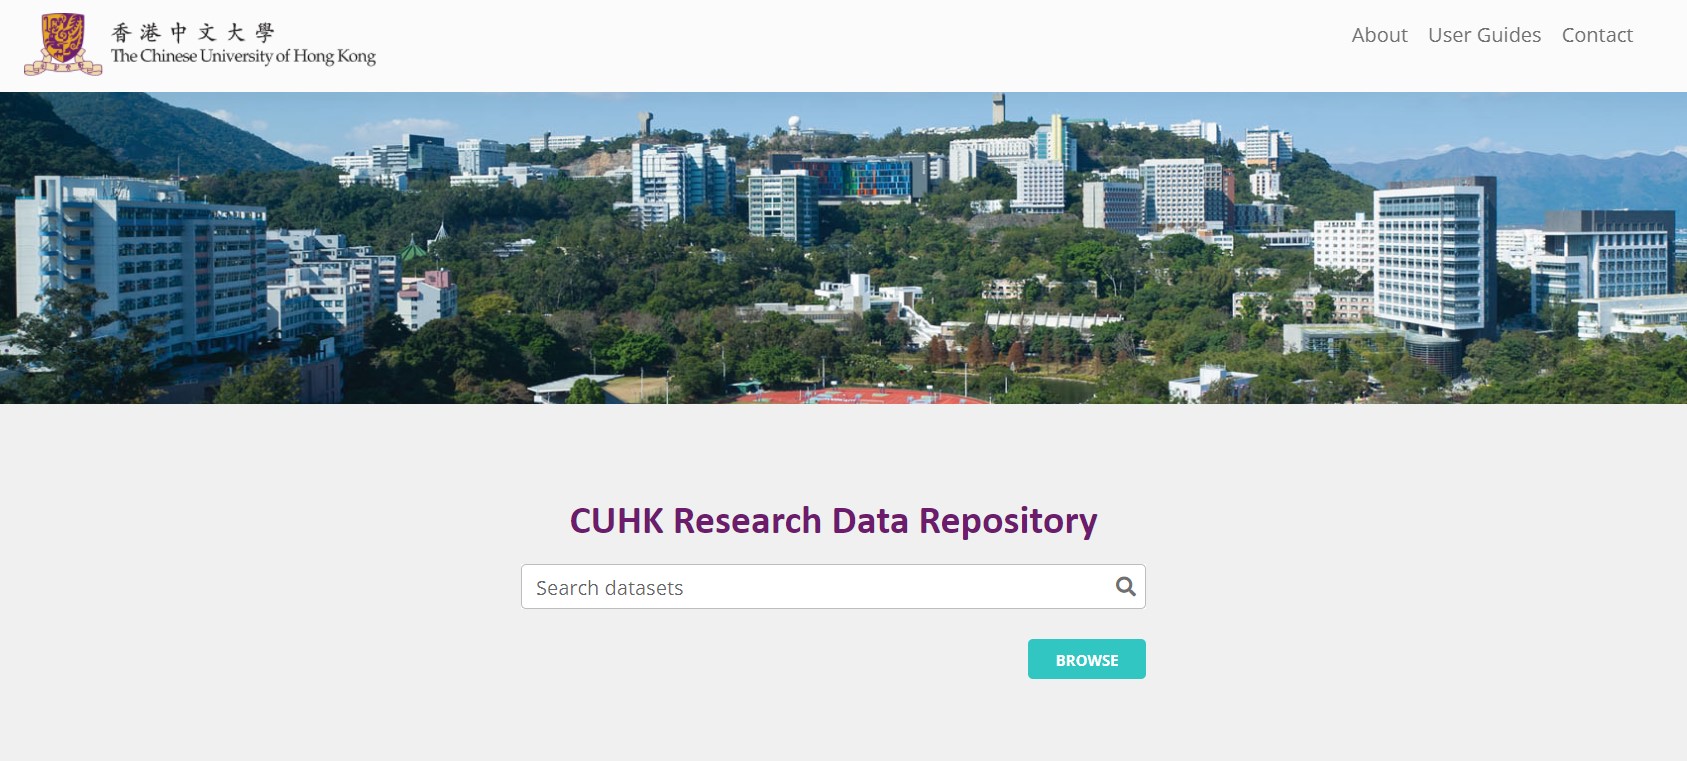 香港中文大學
The Chinese University of Hong Kong
About User Guides Contact
CUHK Research Data Repository
Search datasets
BROWSE